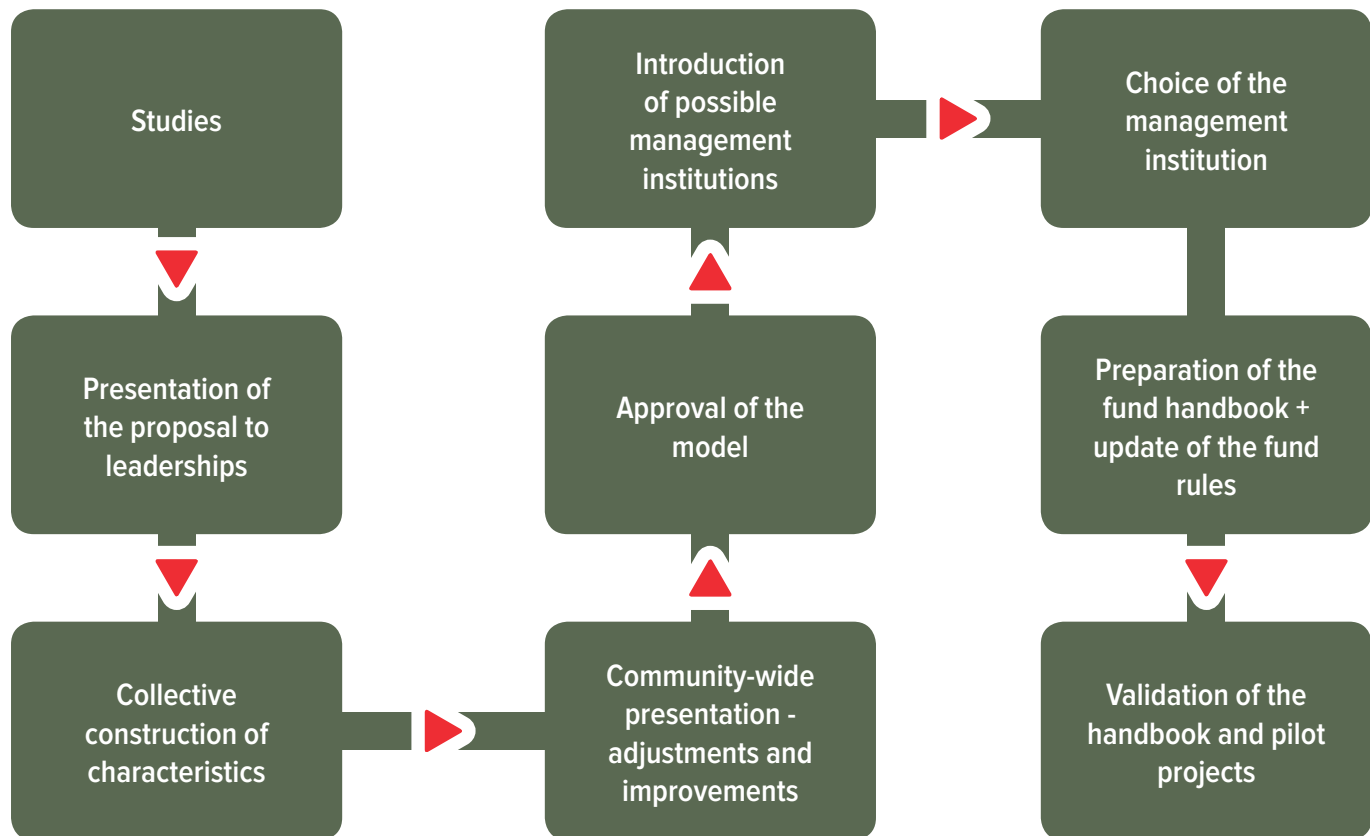 Studies
Presentation of
the proposal to
leaderships
Collective
construction of
characteristics
Community-wide
presentation -
adjustments and
improvements
Approval of the
model
Introduction
of possible
management
institutions
Choice of the
management
institution
Preparation of the
fund handbook +
update of the fund
rules
Validation of the
handbook and pilot
projects